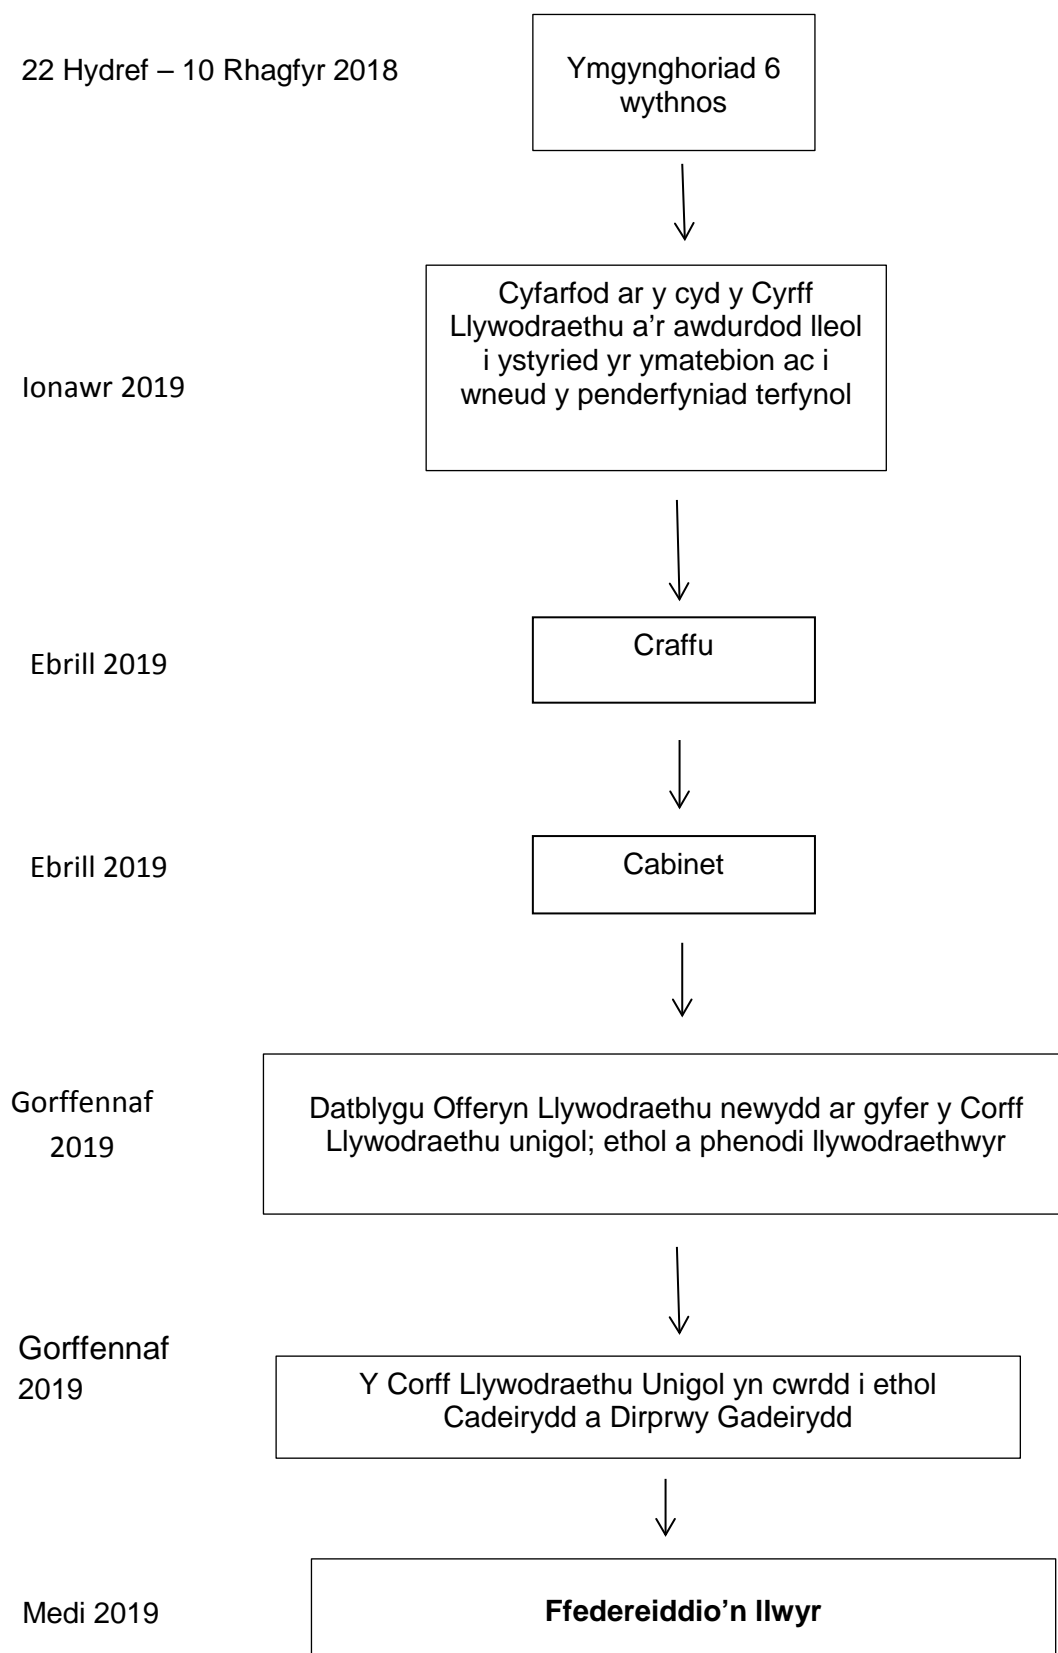 22 Hydref – 10 Rhagfyr 2018
Ymgynghoriad 6
wythnos
Cyfarfod ar y cyd y Cyrff
Llywodraethu a’r awdurdod lleol
i ystyried yr ymatebion ac i
wneud y penderfyniad terfynol
Ionawr 2019
Craffu
Ebrill 2019
Cabinet
Ebrill 2019
Gorffennaf
2019
Datblygu Offeryn Llywodraethu newydd ar gyfer y Corff
Llywodraethu unigol; ethol a phenodi llywodraethwyr
Gorffennaf
2019
Y Corff Llywodraethu Unigol yn cwrdd i ethol
Cadeirydd a Dirprwy Gadeirydd
Medi 2019
Ffedereiddio’n llwyr